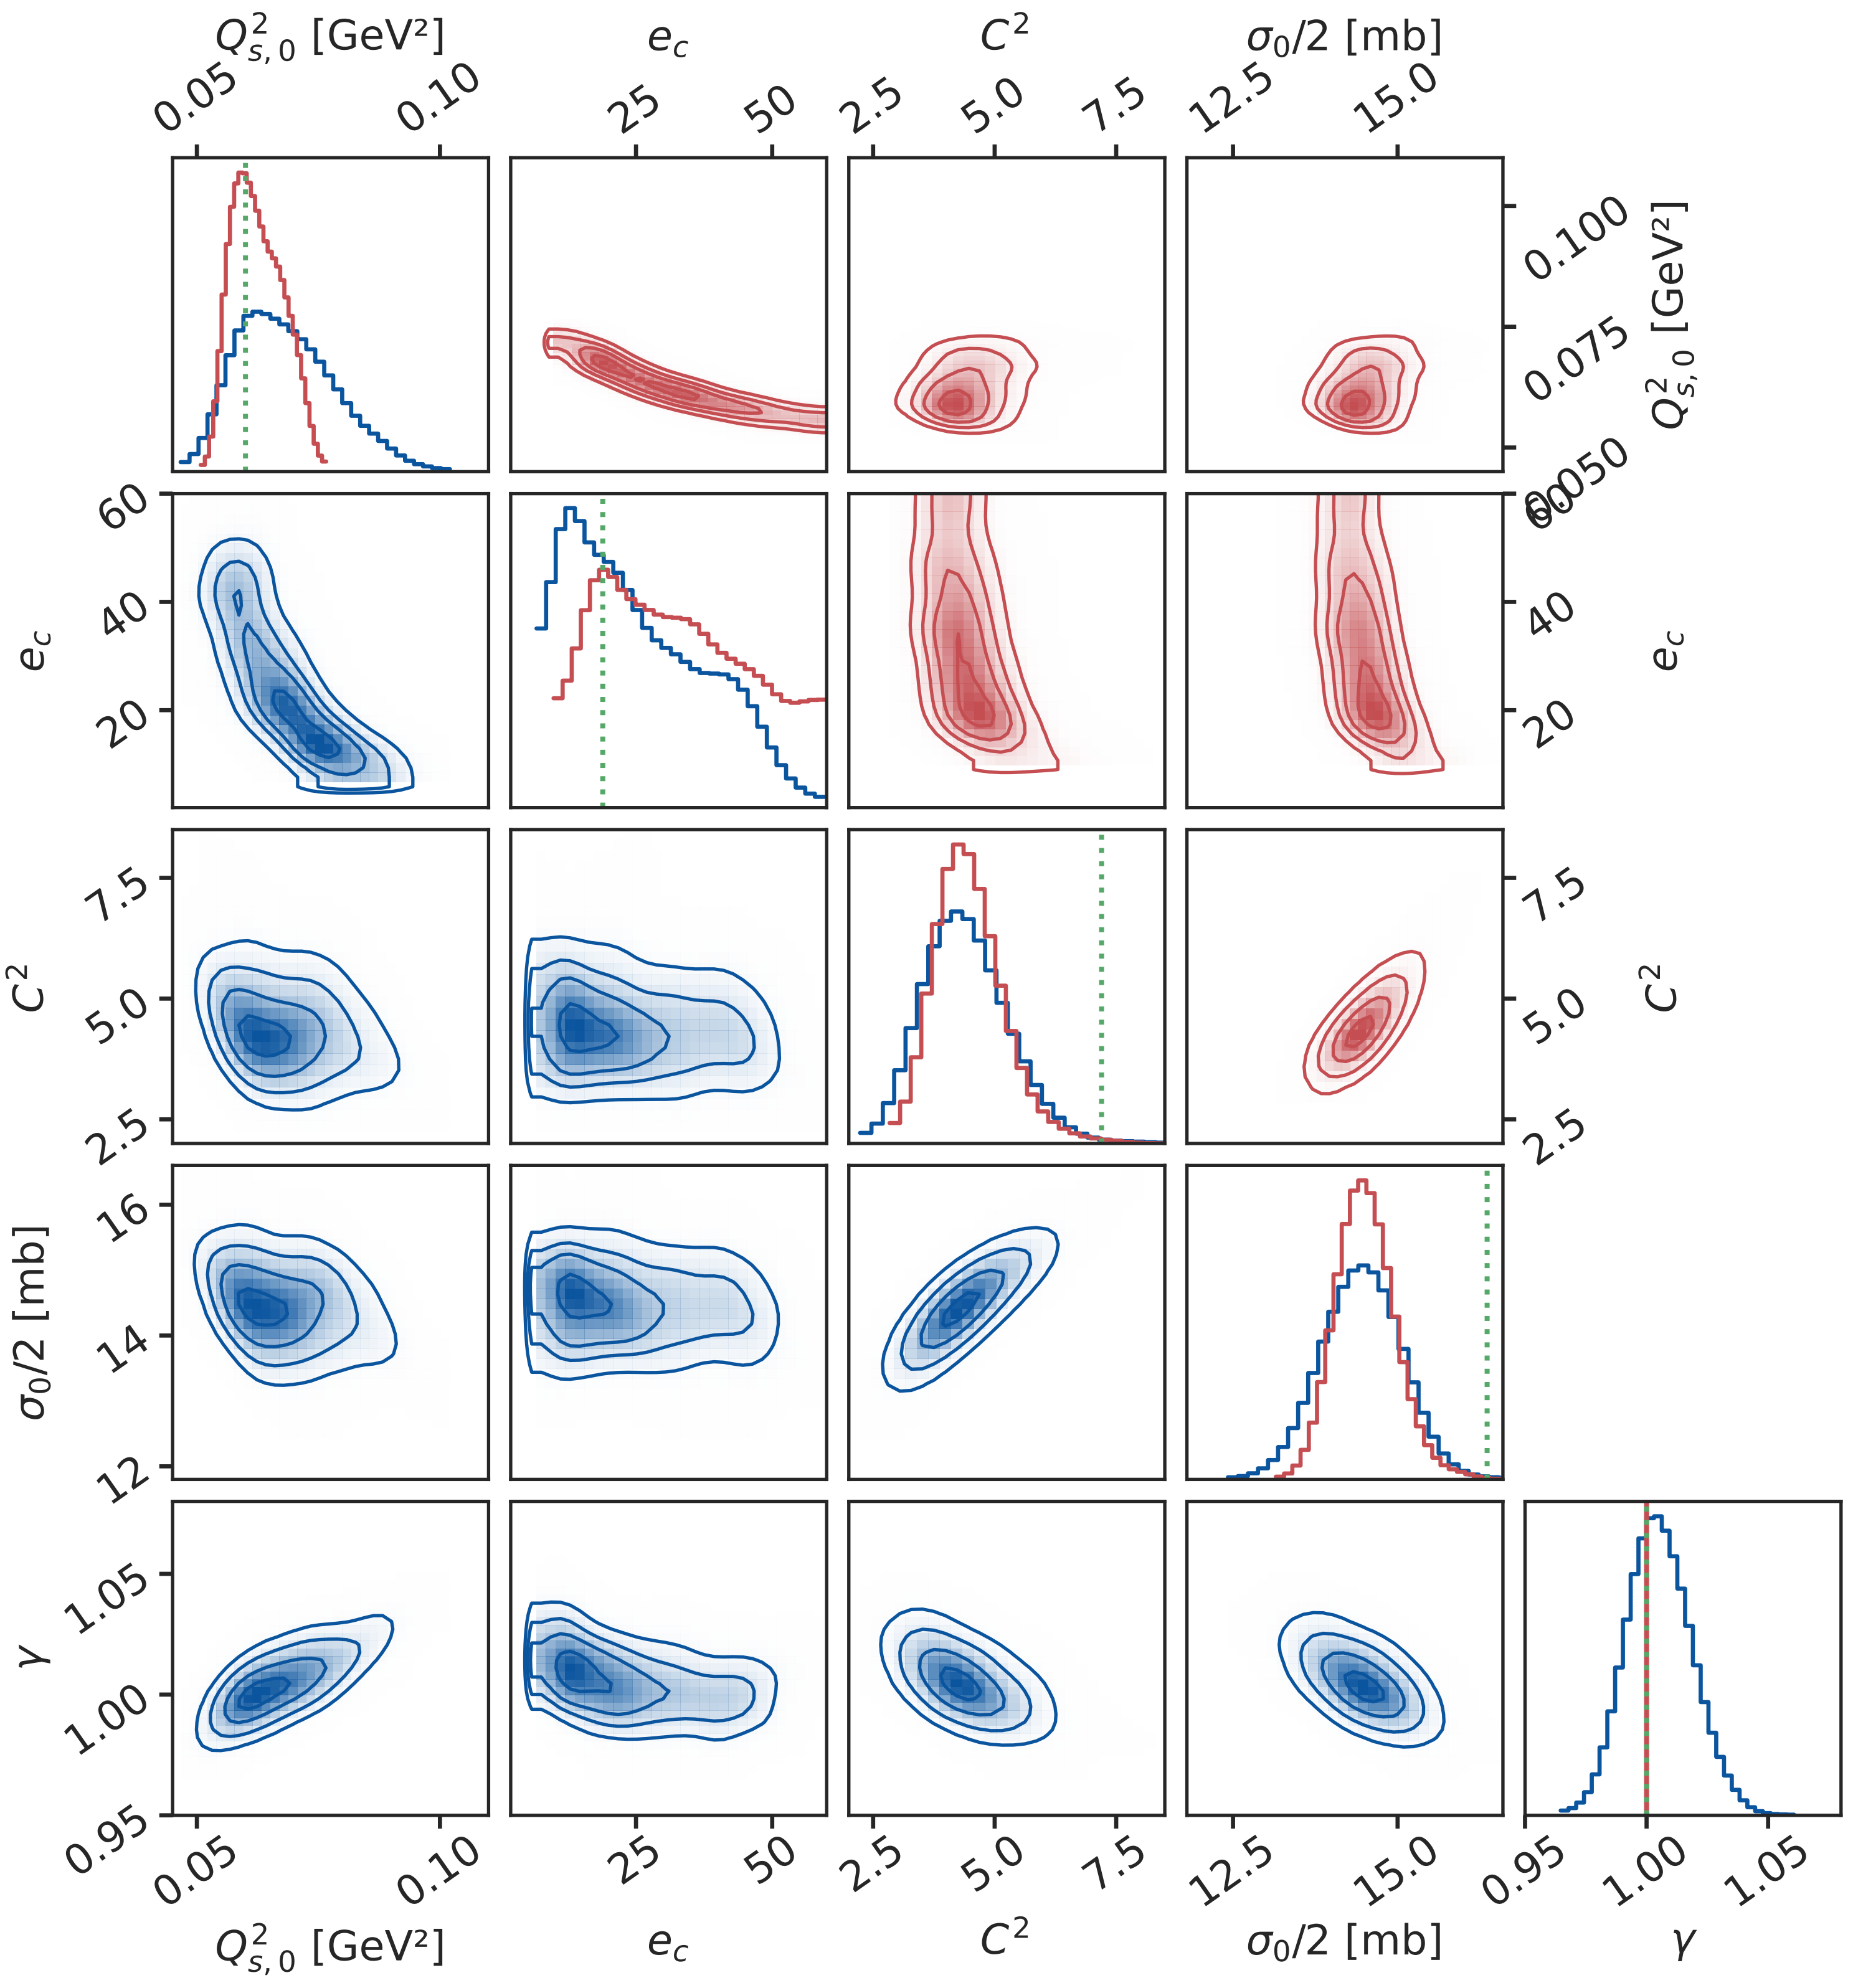 Q²ₛ,₀ [GeV²] e_c C² σ₀/2 [mb]
0.05 0.10 25 50 2.5 5.0 7.5 12.5 15.0
0.100
0.075
0.050
Q²ₛ,₀ [GeV²]
60
40
20
e_c
60
40
20
e_c
7.5
5.0
2.5
C²
7.5
5.0
2.5
C²
16
14
12
σ₀/2 [mb]
1.05
1.00
0.95
γ
0.05 0.10 25 50 2.5 5.0 7.5 12.5 15.0 0.95 1.00 1.05
Q²ₛ,₀ [GeV²] e_c C² σ₀/2 [mb] γ